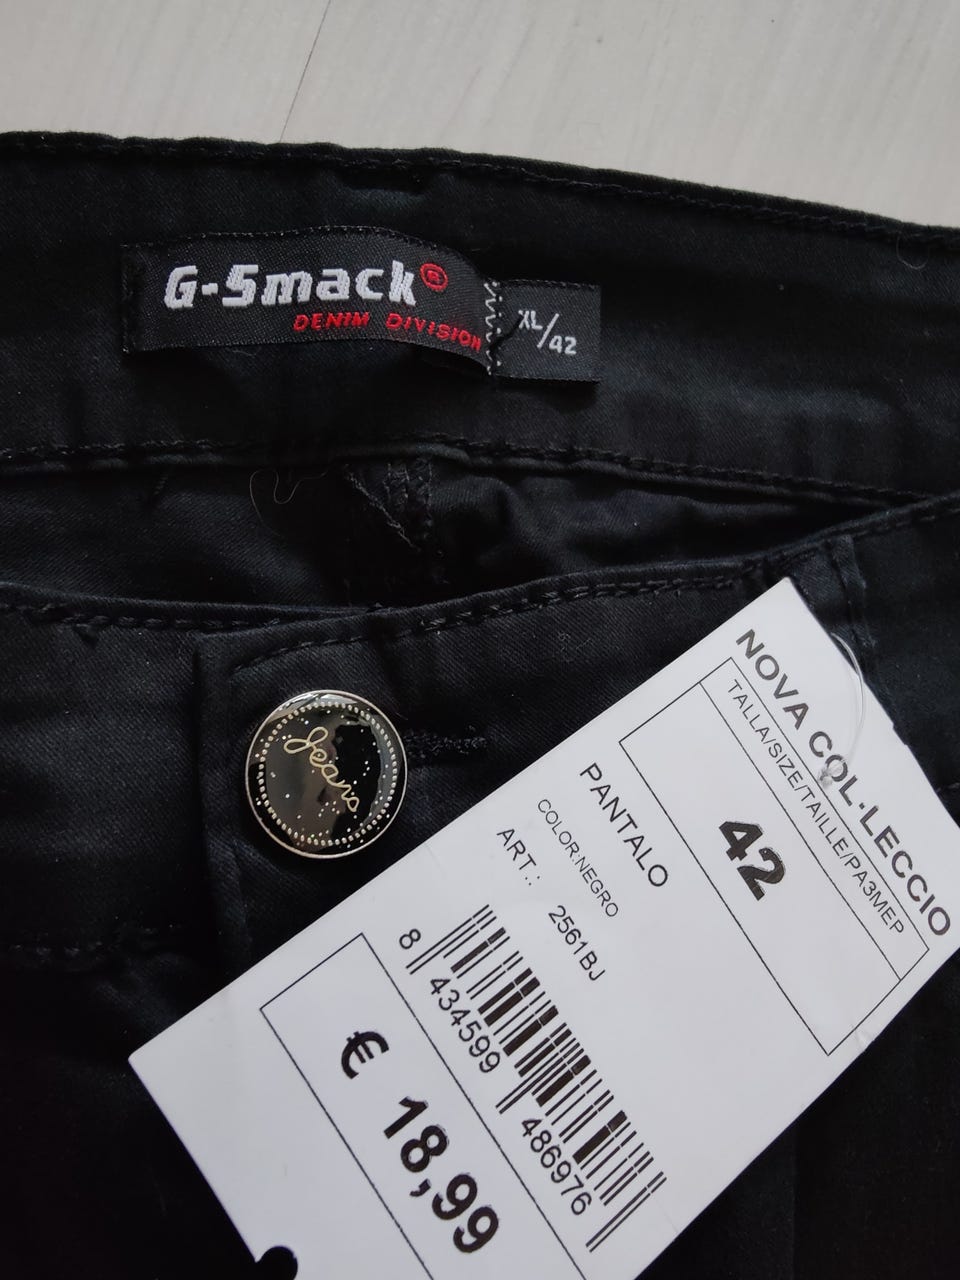 G-Smack®
DENIM DIVISION
XL/42
Jeans
NOVA COL·LECCIO
TALLA/SIZE/TAILLE/РАЗМЕР
42
PANTALO
COLOR:NEGRO
ART.: 2561BJ
8 434599 486976
€ 18,99